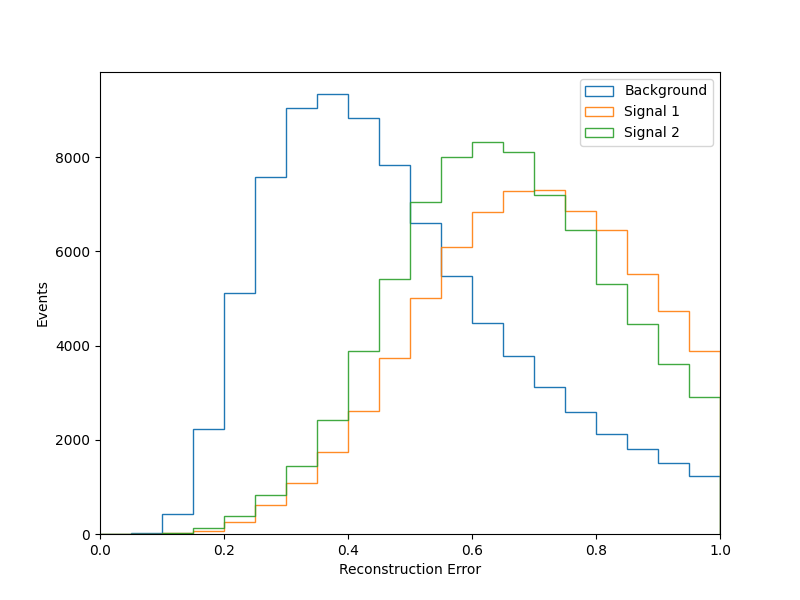 Background
Signal 1
Signal 2
8000
6000
4000
2000
0
Events
0.0 0.2 0.4 0.6 0.8 1.0
Reconstruction Error